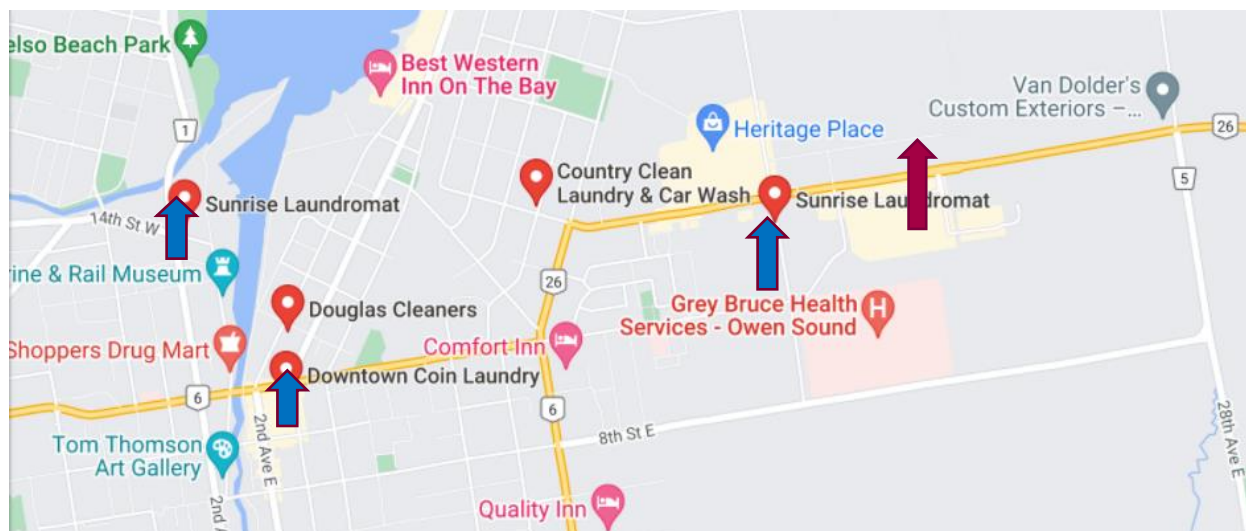 elso Beach Park
Best Western
Inn On The Bay
Van Dolder's
Custom Exteriors –...
1
Heritage Place
26
Country Clean
Laundry & Car Wash
5
Sunrise Laundromat
Sunrise Laundromat
14th St W
rine & Rail Museum
26
Douglas Cleaners
Grey Bruce Health
Services - Owen Sound
H
Shoppers Drug Mart
Comfort Inn
Downtown Coin Laundry
6
6
2nd Ave E
28th Ave E
8th St E
Tom Thomson
Art Gallery
2nd A
Quality Inn